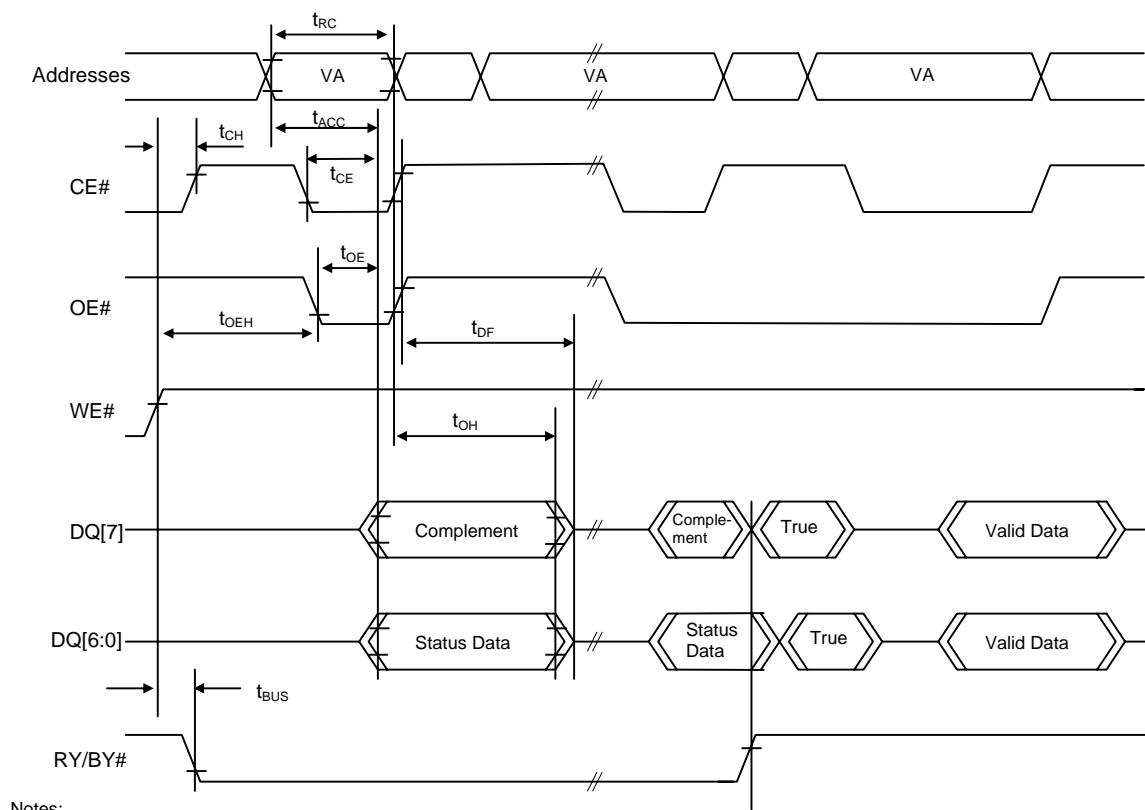 tRC
Addresses VA VA VA
tACC
tCH
tCE
CE#
tOE
OE#
tOEH
tDF
WE#
tOH
DQ[7] Complement Comple-
ment True Valid Data
DQ[6:0] Status Data Status
Data True Valid Data
tBUS
RY/BY#
Notes: